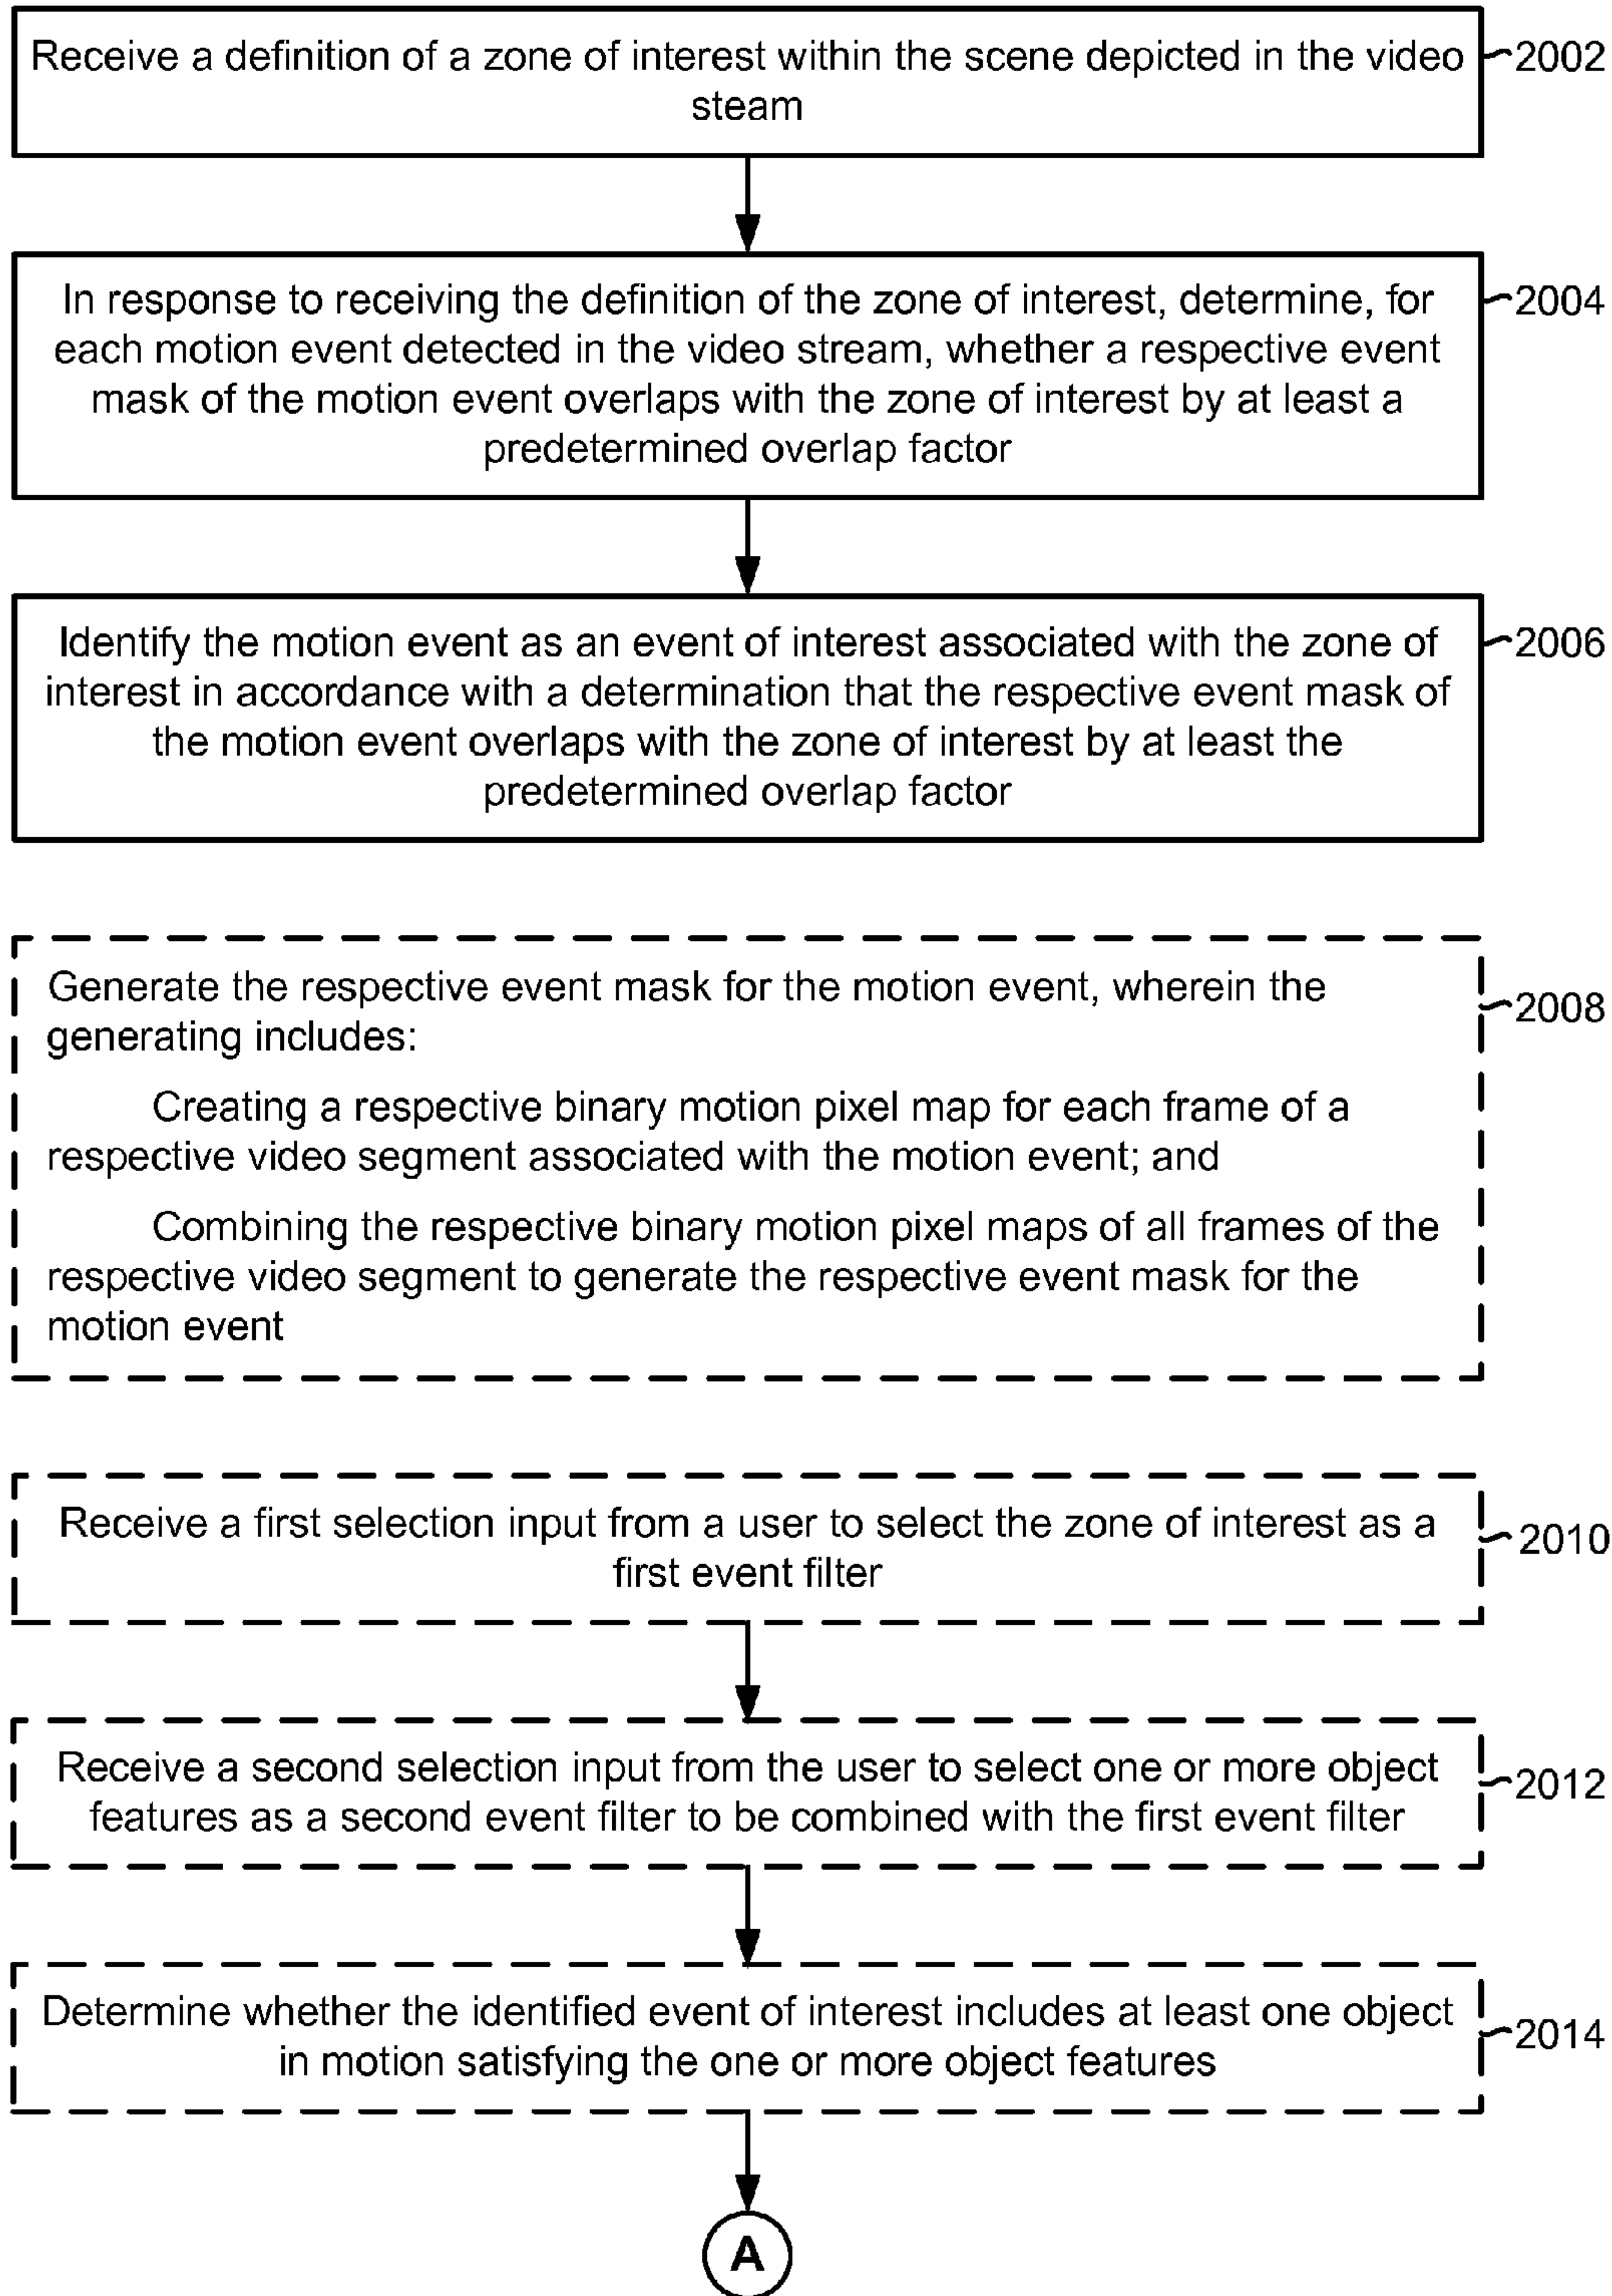 Receive a definition of a zone of interest within the scene depicted in the video
steam
2002
In response to receiving the definition of the zone of interest, determine, for
each motion event detected in the video stream, whether a respective event
mask of the motion event overlaps with the zone of interest by at least a
predetermined overlap factor
2004
Identify the motion event as an event of interest associated with the zone of
interest in accordance with a determination that the respective event mask of
the motion event overlaps with the zone of interest by at least the
predetermined overlap factor
2006
Generate the respective event mask for the motion event, wherein the
generating includes:
Creating a respective binary motion pixel map for each frame of a
respective video segment associated with the motion event; and
Combining the respective binary motion pixel maps of all frames of the
respective video segment to generate the respective event mask for the
motion event
2008
Receive a first selection input from a user to select the zone of interest as a
first event filter
2010
Receive a second selection input from the user to select one or more object
features as a second event filter to be combined with the first event filter
2012
Determine whether the identified event of interest includes at least one object
in motion satisfying the one or more object features
2014
A